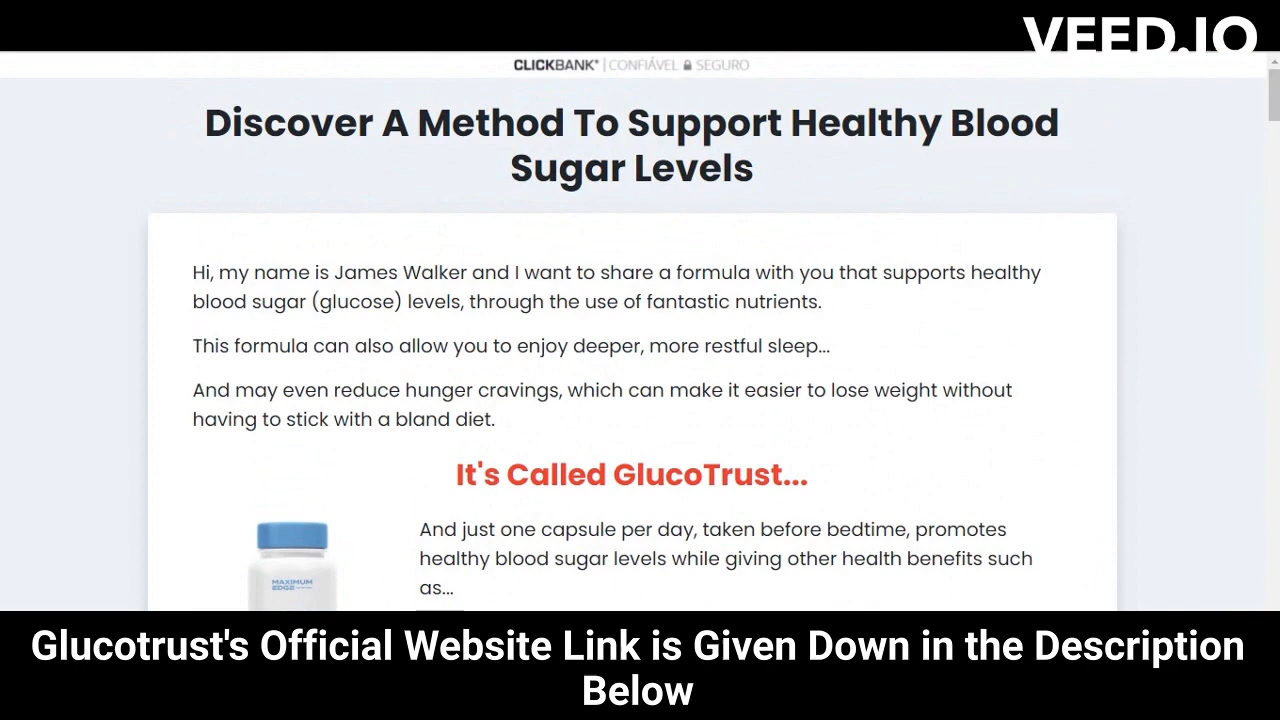 VEED.IO
CLICKBANK® | CONFIÁVEL SEGURO
Discover A Method To Support Healthy Blood
Sugar Levels
Hi, my name is James Walker and I want to share a formula with you that supports healthy
blood sugar (glucose) levels, through the use of fantastic nutrients.
This formula can also allow you to enjoy deeper, more restful sleep...
And may even reduce hunger cravings, which can make it easier to lose weight without
having to stick with a bland diet.
It's Called GlucoTrust...
And just one capsule per day, taken before bedtime, promotes
healthy blood sugar levels while giving other health benefits such
as...
MAXIMUM
EDGE
Glucotrust's Official Website Link is Given Down in the Description
Below